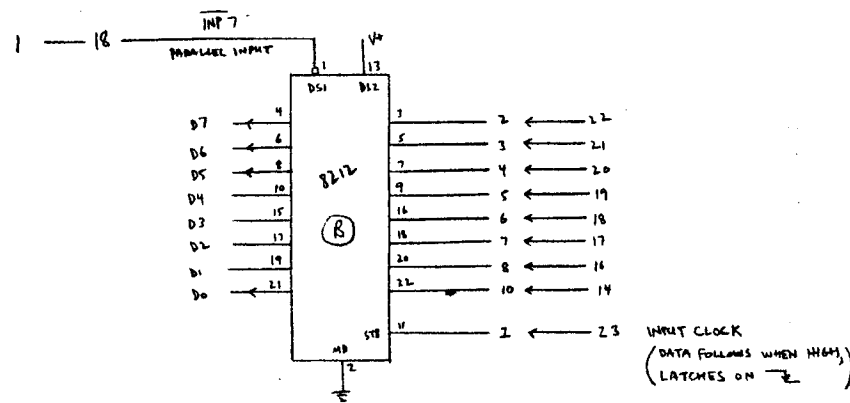 INP 7
1 18
PARALLEL INPUT
V+
1 13
DS1 DS2
D7 4 3 2 22
D6 6 5 3 21
D5 8 7 4 20
8212
D4 10 9 5 19
D3 15 16 6 18
B
D2 17 18 7 17
D1 19 20 8 16
D0 21 22 10 14
STB 11 1 23 INPUT CLOCK
MD
2
(DATA FOLLOWS WHEN HIGH,
LATCHES ON )